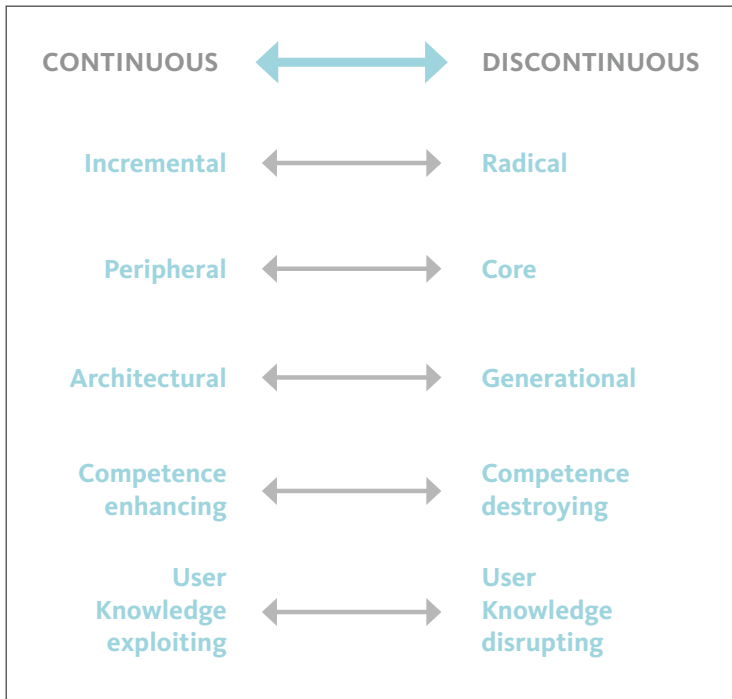 CONTINUOUS DISCONTINUOUS
Incremental Radical
Peripheral Core
Architectural Generational
Competence Competence
enhancing destroying
User User
Knowledge Knowledge
exploiting disrupting